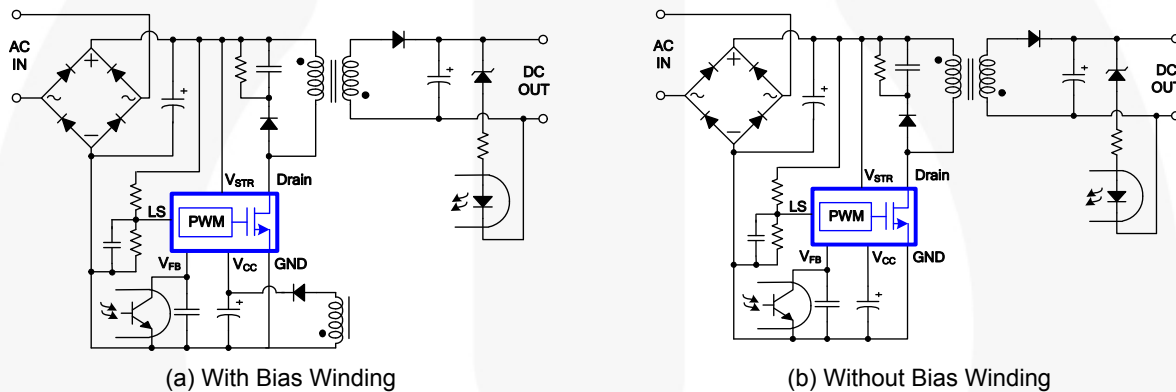 AC
IN
+
~
~
−
+
+
DC
OUT
VSTR
Drain
LS
PWM
VFB
VCC
GND
+
(a) With Bias Winding
AC
IN
+
~
~
−
+
+
DC
OUT
VSTR
Drain
LS
PWM
VFB
VCC
GND
+
(b) Without Bias Winding